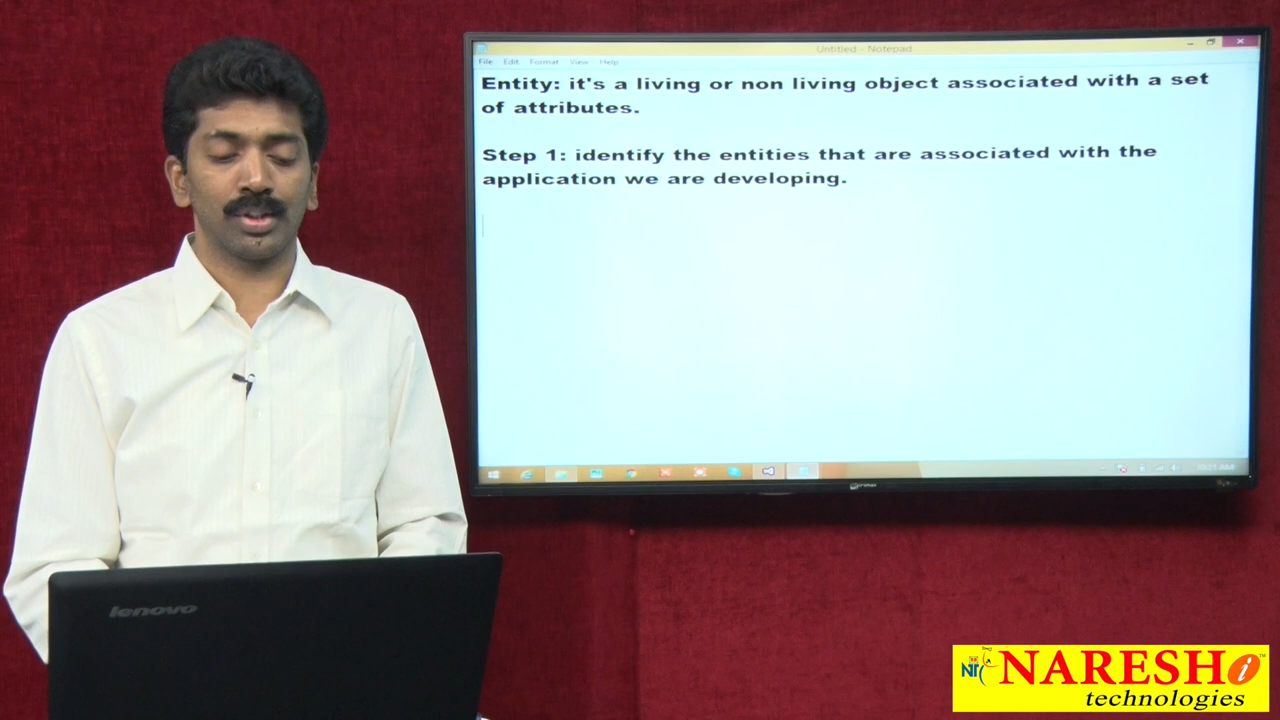 Untitled - Notepad
File Edit Format View Help
Entity: it's a living or non living object associated with a set
of attributes.
Step 1: identify the entities that are associated with the
application we are developing.
lenovo
NT
NARESH i
technologies